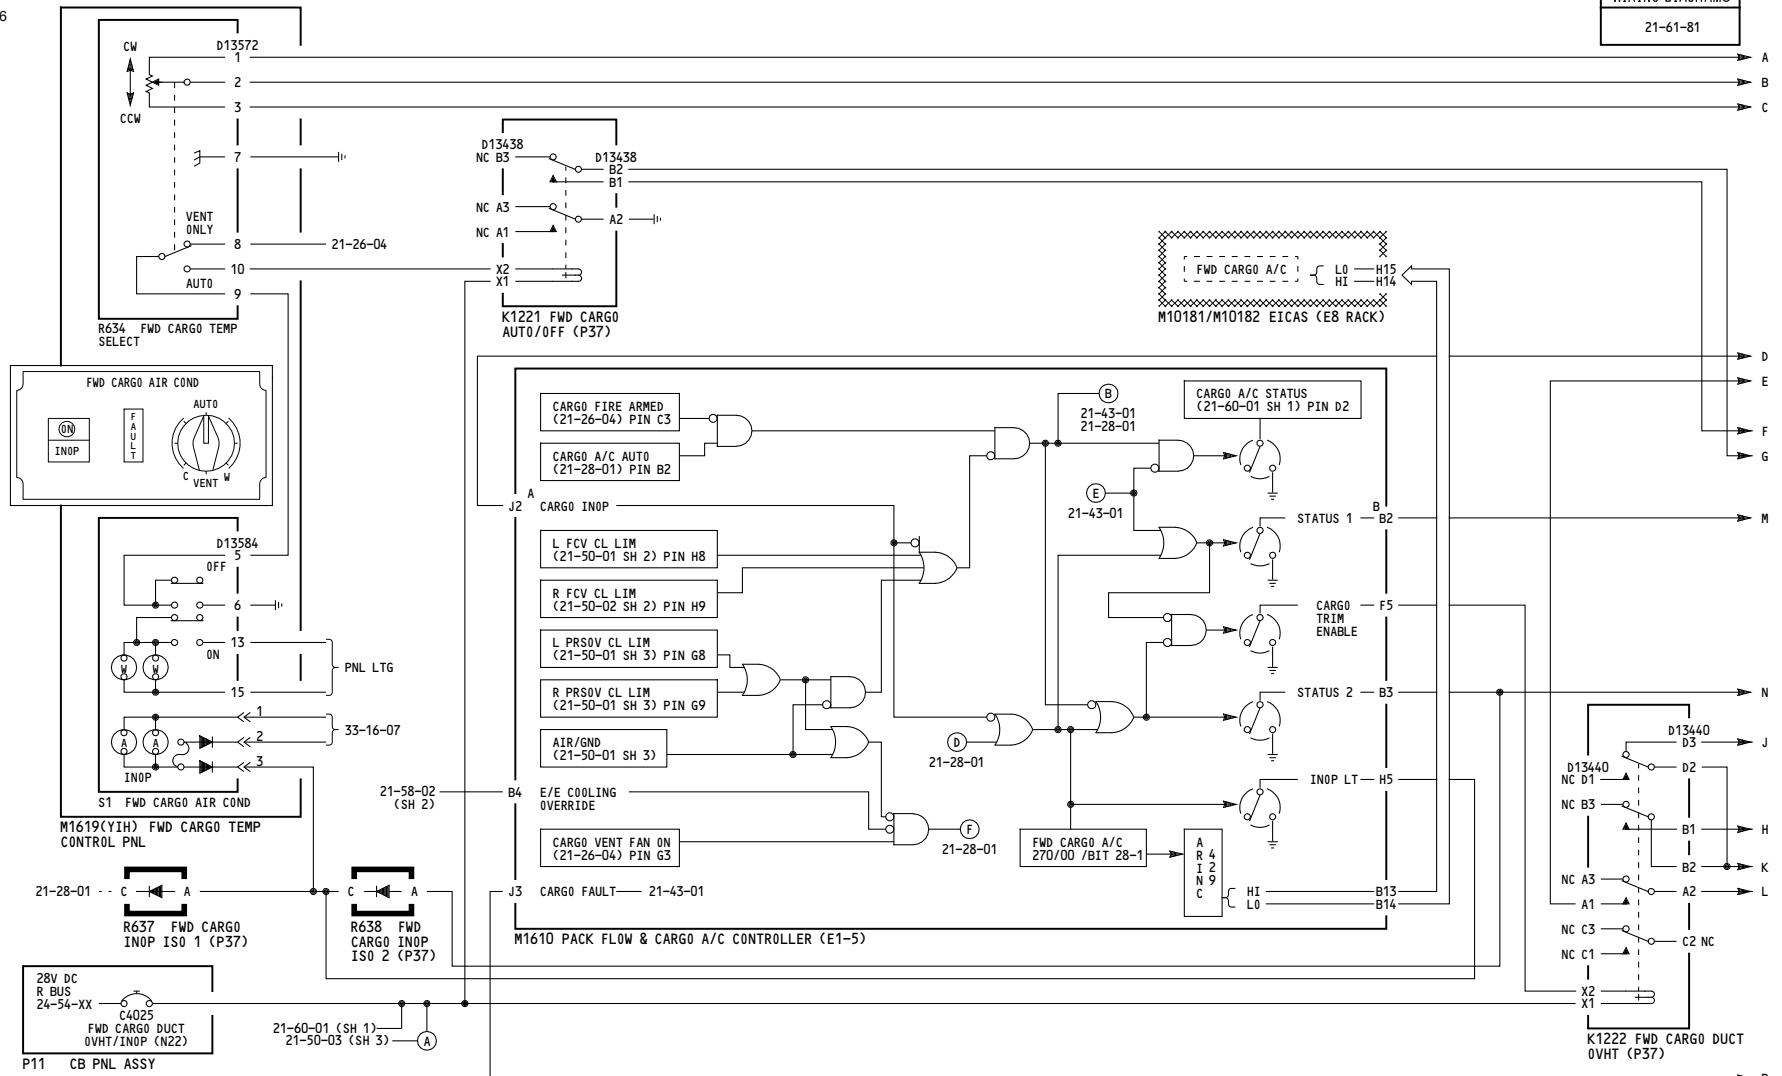 6
21-61-81
CW
CCW
D13572
1
2
3
7
VENT
ONLY
8
21-26-04
10
AUTO
9
R634 FWD CARGO TEMP
SELECT
A
B
C
D13438
NC B3
D13438
B2
B1
NC A3
A2
NC A1
X2
X1
K1221 FWD CARGO
AUTO/OFF (P37)
FWD CARGO A/C
LO H15
HI H14
M10181/M10182 EICAS (E8 RACK)
FWD CARGO AIR COND
ON
INOP
FAULT
AUTO
C
VENT
W
D13584
5
OFF
6
13
ON
W
W
PNL LTG
15
1
A
A
2
33-16-07
3
INOP
S1 FWD CARGO AIR COND
M1619(YIH) FWD CARGO TEMP
CONTROL PNL
CARGO FIRE ARMED
(21-26-04) PIN C3
CARGO A/C AUTO
(21-28-01) PIN B2
A
J2 CARGO INOP
L FCV CL LIM
(21-50-01 SH 2) PIN H8
R FCV CL LIM
(21-50-02 SH 2) PIN H9
L PRSOV CL LIM
(21-50-01 SH 3) PIN G8
R PRSOV CL LIM
(21-50-01 SH 3) PIN G9
AIR/GND
(21-50-01 SH 3)
21-58-02
(SH 2)
B4 E/E COOLING
OVERRIDE
CARGO VENT FAN ON
(21-26-04) PIN G3
J3 CARGO FAULT 21-43-01
B
21-43-01
21-28-01
CARGO A/C STATUS
(21-60-01 SH 1) PIN D2
E
21-43-01
B
STATUS 1 B2
CARGO F5
TRIM
ENABLE
STATUS 2 B3
D
21-28-01
INOP LT H5
F
21-28-01
FWD CARGO A/C
270/00 /BIT 28-1
ARINC
429
HI B13
LO B14
M1610 PACK FLOW & CARGO A/C CONTROLLER (E1-5)
D
E
F
G
M
N
D13440
D3
J
D13440
NC D1
D2
NC B3
B1
H
B2
K
NC A3
A2
L
A1
NC C3
C2 NC
NC C1
X2
X1
K1222 FWD CARGO DUCT
OVHT (P37)
21-28-01
C A
R637 FWD CARGO
INOP ISO 1 (P37)
C A
R638 FWD
CARGO INOP
ISO 2 (P37)
28V DC
R BUS
24-54-XX
C4025
FWD CARGO DUCT
OVHT/INOP (N22)
P11 CB PNL ASSY
21-60-01 (SH 1)
21-50-03 (SH 3)
A